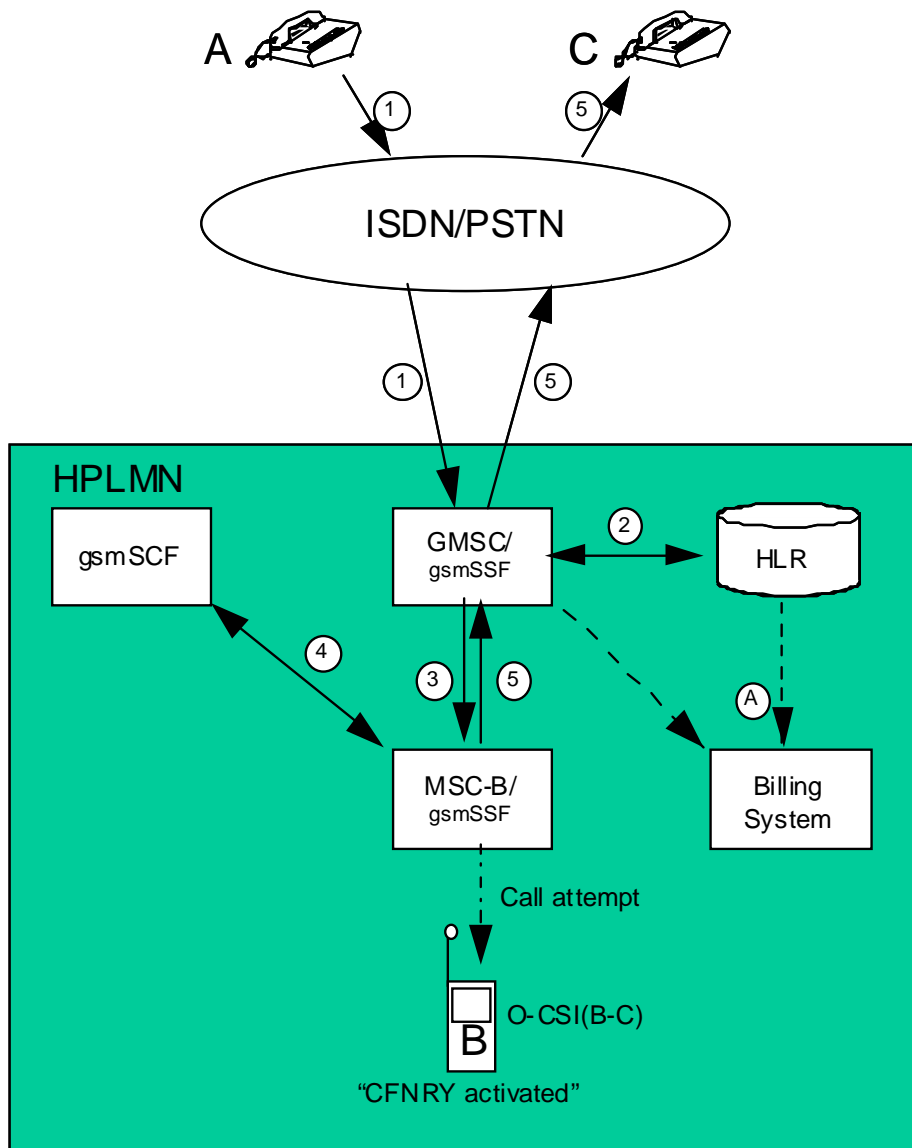 A
C
1
5
ISDN/PSTN
1
5
HPLMN
gsmSCF
GMSC/
gsmSSF
2
HLR
4
3
5
A
MSC-B/
gsmSSF
Billing
System
Call attempt
O-CSI(B-C)
B
“CFNRY activated”